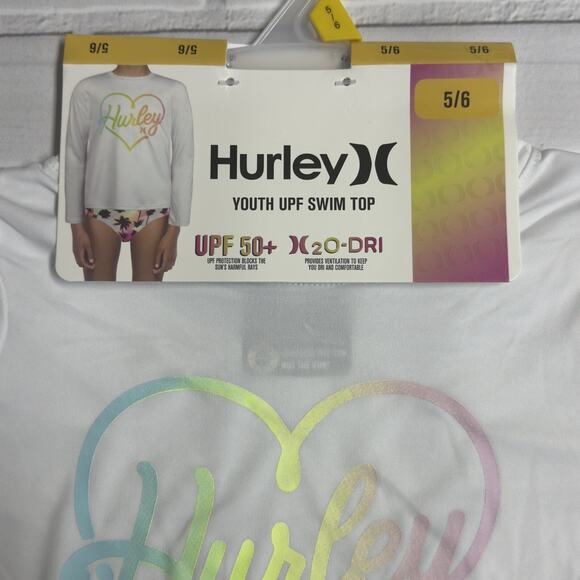 5/6
5/6
5/6
5/6
5/6
5/6
Hurley
Hurley
YOUTH UPF SWIM TOP
UPF 50+
UPF PROTECTION BLOCKS THE
SUN'S HARMFUL RAYS
H2O-DRI
PROVIDES VENTILATION TO KEEP
YOU DRI AND COMFORTABLE
Hurley